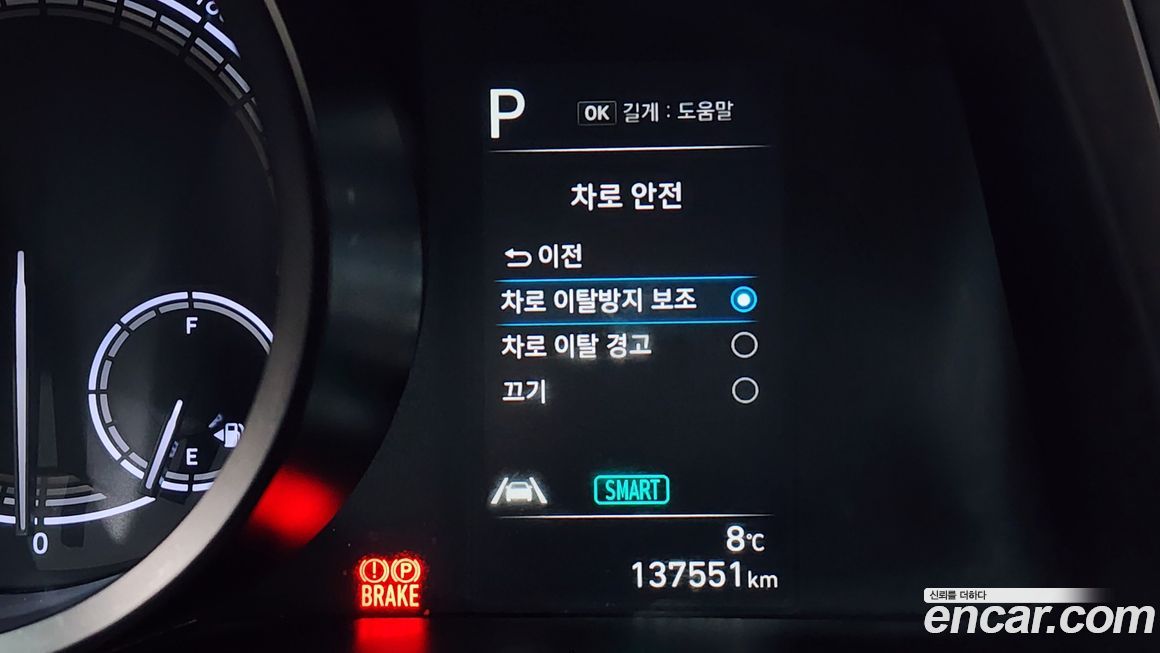 P
OK 길게 : 도움말
차로 안전
이전
차로 이탈방지 보조
차로 이탈 경고
끄기
F
E
0
SMART
8°C
137551 km
! P
BRAKE
신뢰를 더하다
encar.com